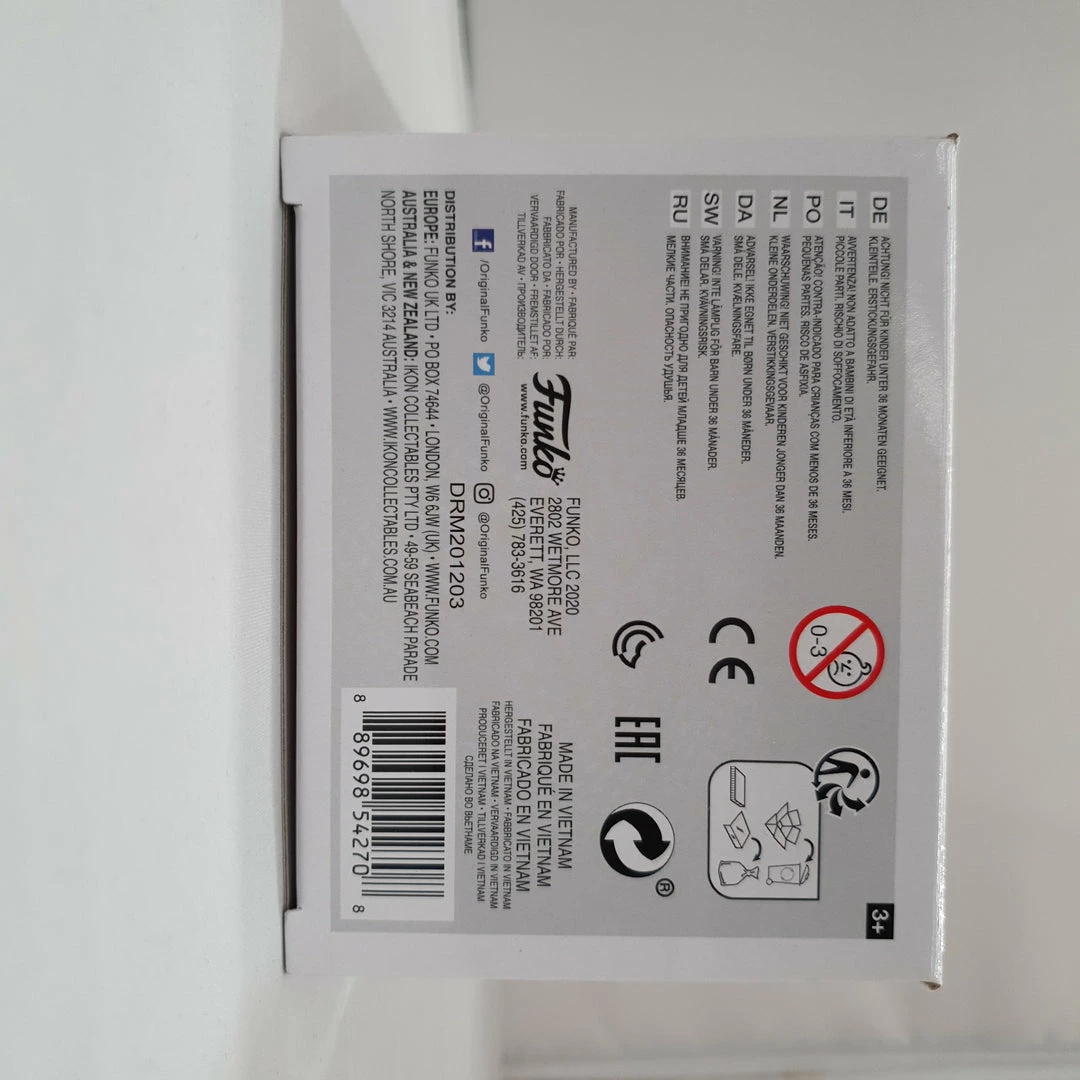 DE ACHTUNG! NICHT FÜR KINDER UNTER 36 MONATEN GEEIGNET.
KLEINTEILE. ERSTICKUNGSGEFAHR.
IT AVVERTENZA! NON ADATTO A BAMBINI DI ETÀ INFERIORE A 36 MESI.
PICCOLE PARTI. RISCHIO DI SOFFOCAMENTO.
PO ATENÇÃO! CONTRA-INDICADO PARA CRIANÇAS COM MENOS DE 36 MESES.
PEQUENAS PARTES. RISCO DE ASFIXIA.
NL WAARSCHUWING! NIET GESCHIKT VOOR KINDEREN JONGER DAN 36 MAANDEN.
KLEINE ONDERDELEN. VERSTIKKINGSGEVAAR.
DA ADVARSEL! IKKE EGNET TIL BØRN UNDER 36 MÅNEDER.
SMÅ DELE. KVÆLNINGSFARE.
SW VARNING! INTE LÄMPLIG FÖR BARN UNDER 36 MÅNADER.
SMÅ DELAR. KVÄVNINGSRISK.
RU ВНИМАНИЕ! НЕ ПРИГОДНО ДЛЯ ДЕТЕЙ МЛАДШЕ 36 МЕСЯЦЕВ.
МЕЛКИЕ ЧАСТИ. ОПАСНОСТЬ УДУШЬЯ.
0-3
3+
CE
EAC
®
MANUFACTURED BY • FABRIQUÉ PAR:
FABRICADO POR • HERGESTELLT DURCH:
FABBRICATO DA • FABRICADO POR:
VERVAARDIGD DOOR • FREMSTILLET AF:
TILLVERKAD AV • ПРОИЗВОДИТЕЛЬ:
Funko
www.funko.com
FUNKO, LLC 2020
2802 WETMORE AVE
EVERETT, WA 98201
(425) 783-3616
MADE IN VIETNAM
FABRIQUÉ EN VIETNAM
FABRICADO EN VIETNAM
HERGESTELLT IN VIETNAM • FABBRICATO IN VIETNAM
FABRICADO NA VIETNAM • VERVAARDIGD IN VIETNAM
PRODUCERET I VIETNAM • TILLVERKAD I VIETNAM
СДЕЛАНО ВО ВЬЕТНАМЕ
f /OriginalFunko @OriginalFunko @OriginalFunko
DRM201203
DISTRIBUTION BY:
EUROPE: FUNKO UK LTD • PO BOX 74644 • LONDON, W6 6JW (UK) • WWW.FUNKO.COM
AUSTRALIA & NEW ZEALAND: IKON COLLECTABLES PTY LTD • 49-59 SEABEACH PARADE
NORTH SHORE, VIC 3214 AUSTRALIA • WWW.IKONCOLLECTABLES.COM.AU
8 89698 54270 8